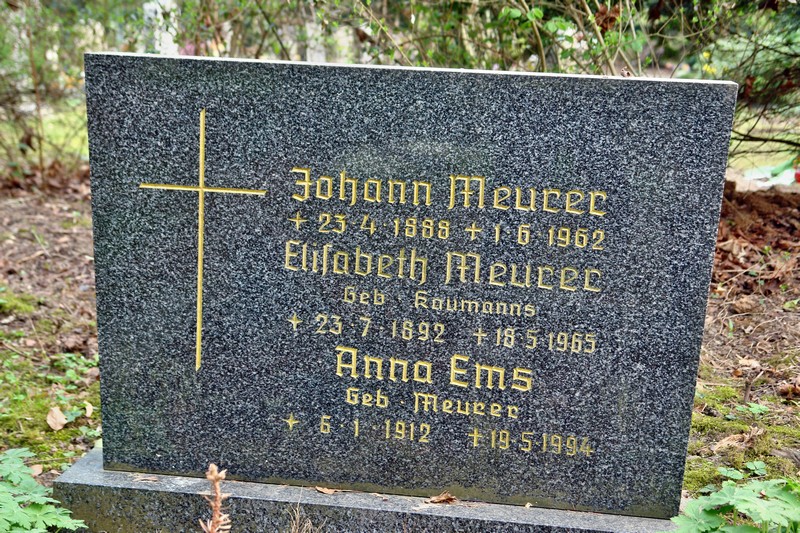 Johann Meurer
✢ 23·4·1888 ✝ 1·6·1962
Eliſabeth Meurer
Geb · Kaumanns
✢ 23·7·1892 ✝ 18·5·1965
Anna Ems
Geb · Meurer
✢ 6·1·1912 ✝ 19·5·1994